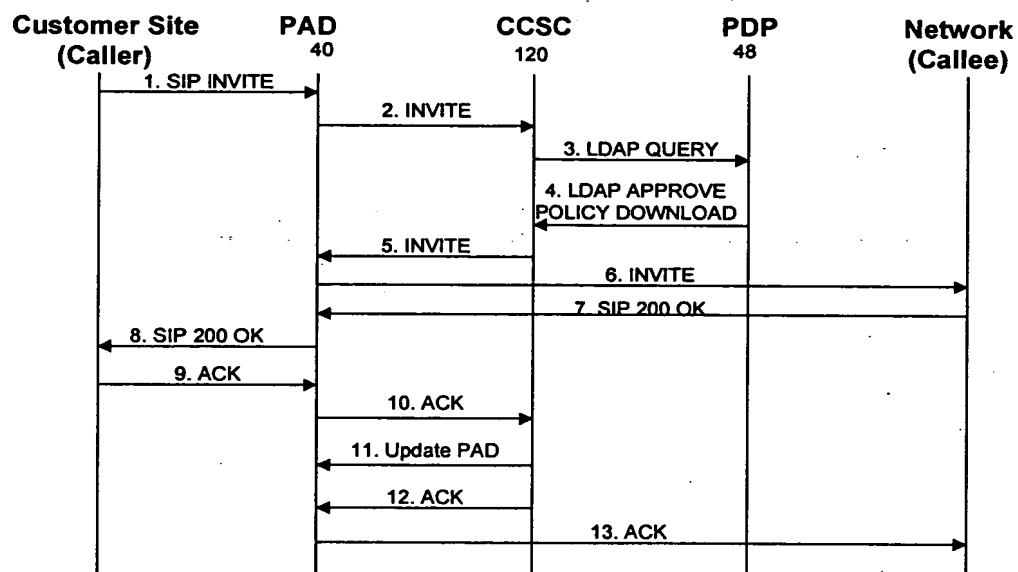 Customer Site
(Caller)
PAD
40
CCSC
120
PDP
48
Network
(Callee)
1. SIP INVITE
2. INVITE
3. LDAP QUERY
4. LDAP APPROVE
POLICY DOWNLOAD
5. INVITE
6. INVITE
7. SIP 200 OK
8. SIP 200 OK
9. ACK
10. ACK
11. Update PAD
12. ACK
13. ACK